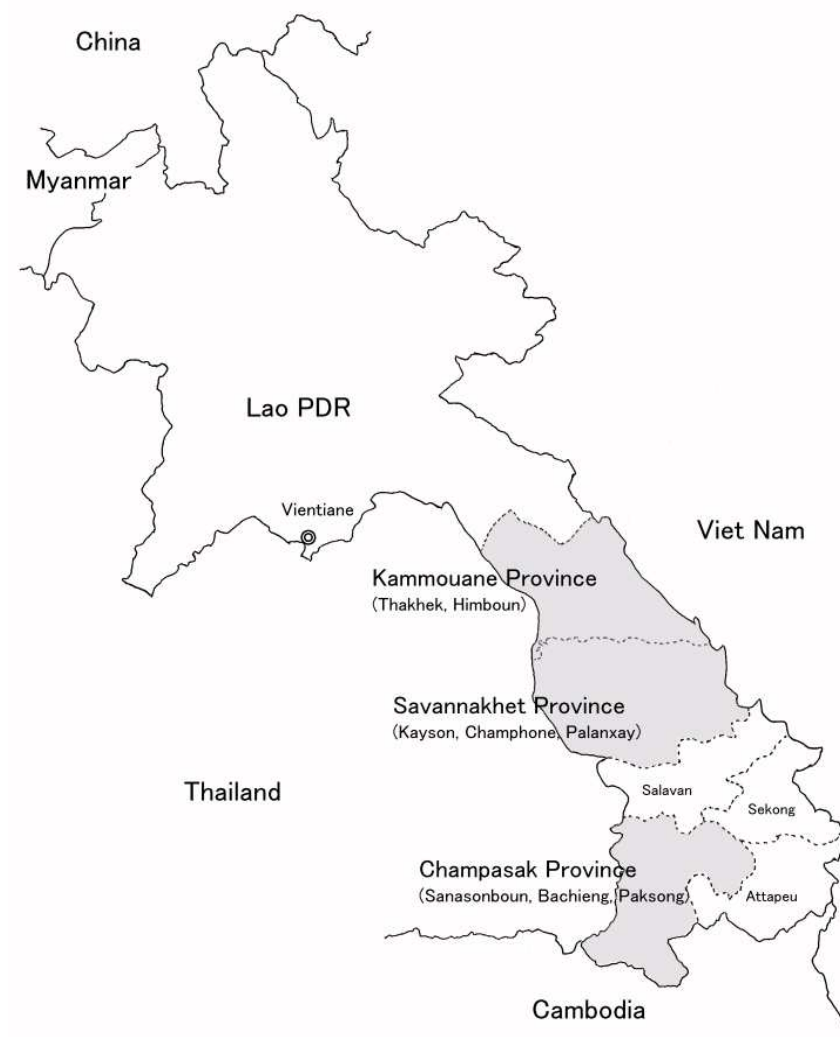 China
Myanmar
Lao PDR
Vientiane
Viet Nam
Kammouane Province
(Thakhek, Himboun)
Savannakhet Province
(Kayson, Champhone, Palanxay)
Thailand
Salavan
Sekong
Champasak Province
(Sanasonboun, Bachieng, Paksong)
Attapeu
Cambodia